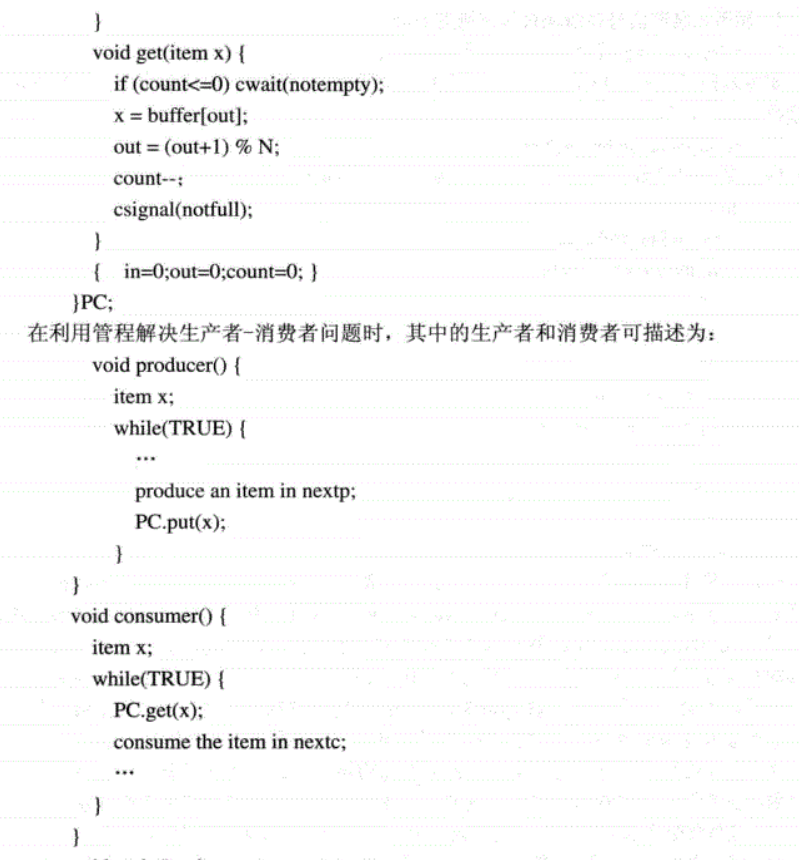 }
void get(item x) {
if (count<=0) cwait(notempty);
x = buffer[out];
out = (out+1) % N;
count--;
csignal(notfull);
}
{ in=0;out=0;count=0; }
}PC;
在利用管程解决生产者-消费者问题时，其中的生产者和消费者可描述为：
void producer() {
item x;
while(TRUE) {
…
produce an item in nextp;
PC.put(x);
}
}
void consumer() {
item x;
while(TRUE) {
PC.get(x);
consume the item in nextc;
…
}
}